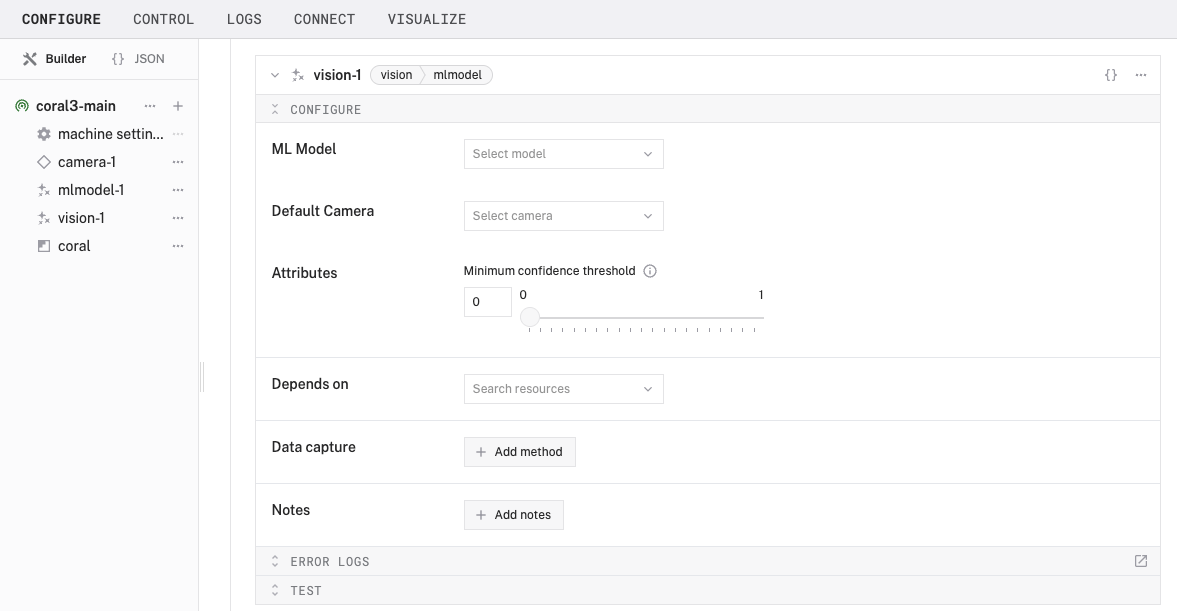 CONFIGURE CONTROL LOGS CONNECT VISUALIZE
Builder {} JSON
coral3-main
machine settin...
camera-1
mlmodel-1
vision-1
coral
vision-1 vision mlmodel {}
CONFIGURE
ML Model Select model
Default Camera Select camera
Attributes Minimum confidence threshold
0 0 1
Depends on Search resources
Data capture + Add method
Notes + Add notes
ERROR LOGS
TEST